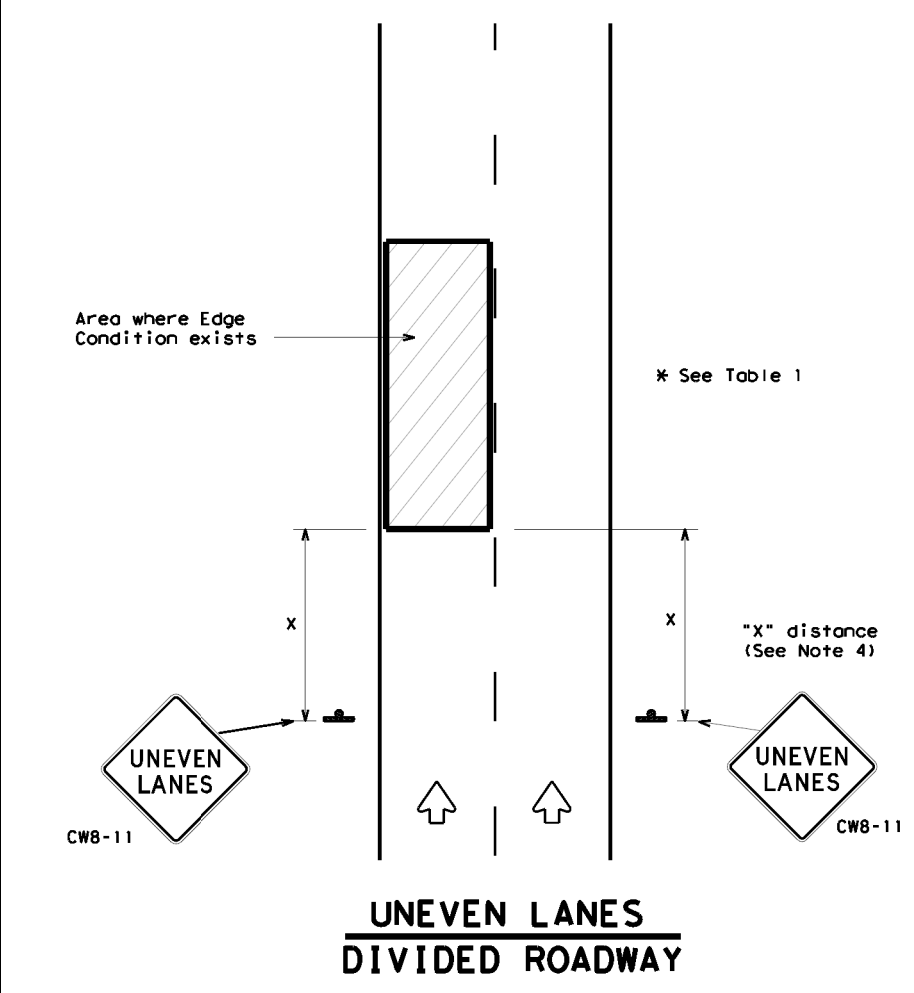 Area where Edge
Condition exists
* See Table 1
X
X
"X" distance
(See Note 4)
UNEVEN
LANES
CW8-11
UNEVEN
LANES
CW8-11
UNEVEN LANES
DIVIDED ROADWAY